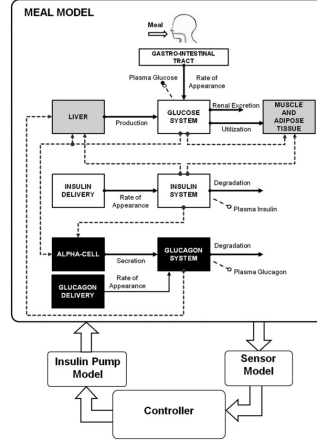 MEAL MODEL
Meal
GASTRO-INTESTINAL
TRACT
Plasma Glucose
Rate of
Appearance
LIVER
Production
GLUCOSE
SYSTEM
Renal Excretion
Utilization
MUSCLE
AND
ADIPOSE
TISSUE
INSULIN
DELIVERY
Rate of
Appearance
INSULIN
SYSTEM
Degradation
Plasma Insulin
ALPHA-CELL
Secretion
GLUCAGON
SYSTEM
Degradation
Plasma Glucagon
GLUCAGON
DELIVERY
Rate of
Appearance
Insulin Pump
Model
Sensor
Model
Controller